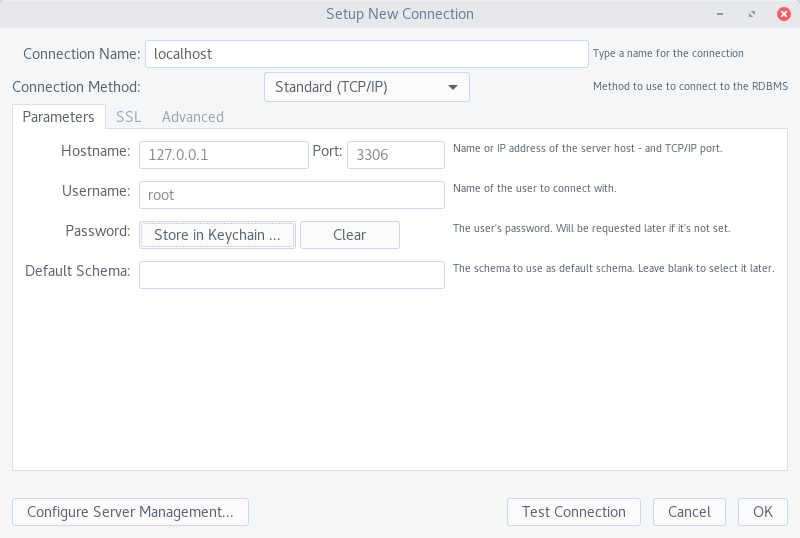 Setup New Connection
Connection Name: localhost Type a name for the connection
Connection Method: Standard (TCP/IP) Method to use to connect to the RDBMS
Parameters SSL Advanced
Hostname: 127.0.0.1 Port: 3306 Name or IP address of the server host - and TCP/IP port.
Username: root Name of the user to connect with.
Password: Store in Keychain ... Clear The user's password. Will be requested later if it's not set.
Default Schema: The schema to use as default schema. Leave blank to select it later.
Configure Server Management... Test Connection Cancel OK